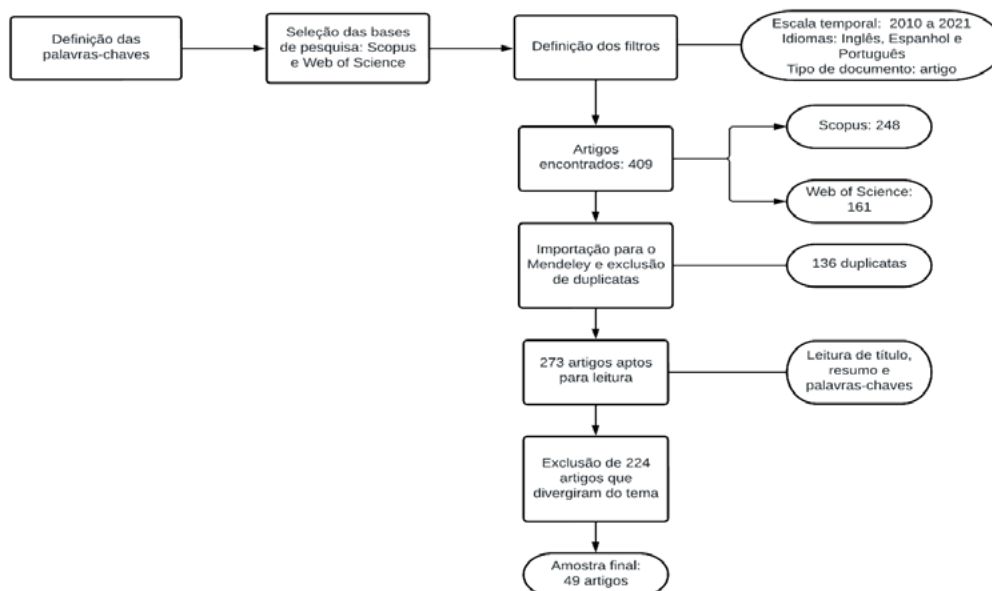 Definição das
palavras-chaves
Seleção das bases
de pesquisa: Scopus
e Web of Science
Definição dos filtros
Escala temporal: 2010 a 2021
Idiomas: Inglês, Espanhol e
Português
Tipo de documento: artigo
Artigos
encontrados: 409
Scopus: 248
Web of Science:
161
Importação para o
Mendeley e exclusão
de duplicatas
136 duplicatas
273 artigos aptos
para leitura
Leitura de título,
resumo e
palavras-chaves
Exclusão de 224
artigos que
divergiram do tema
Amostra final:
49 artigos